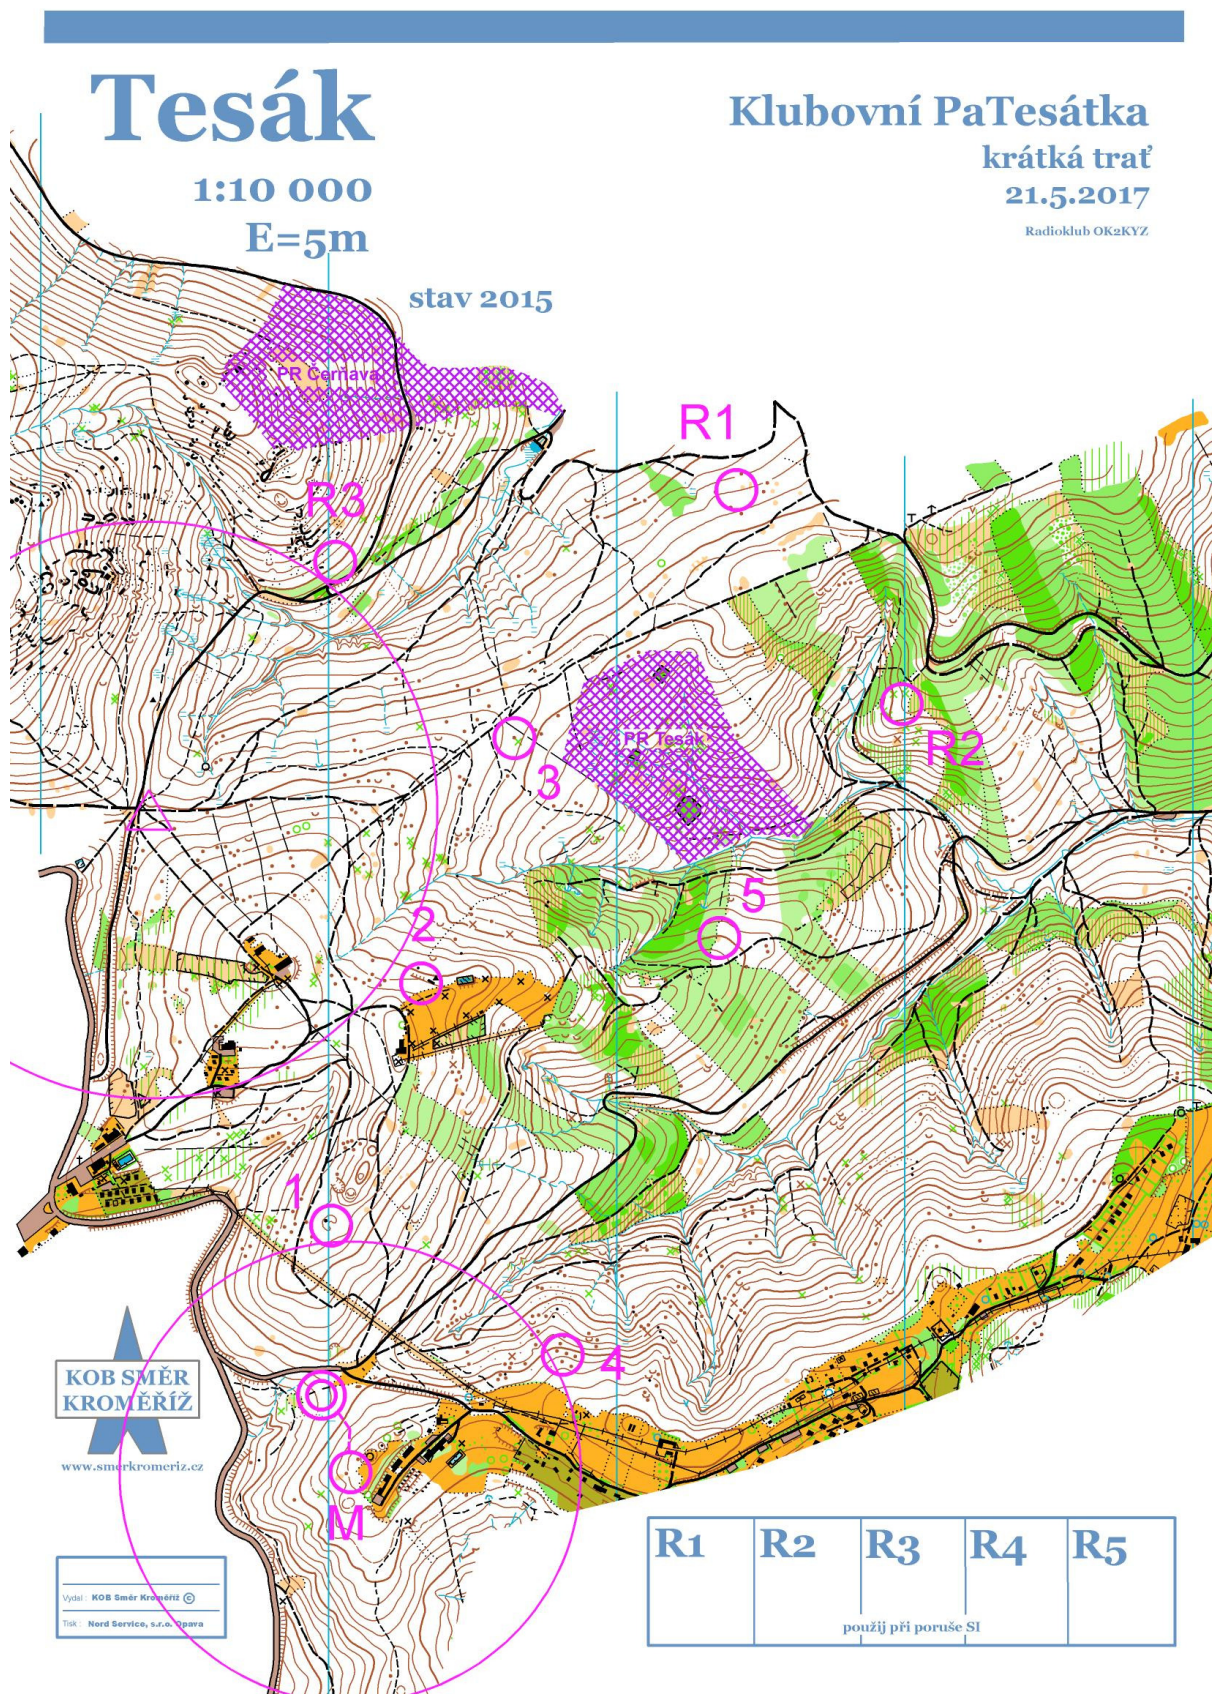 Tesák
1:10 000
E=5m
stav 2015
Klubovní PaTesátka
krátká trať
21.5.2017
Radioklub OK2KYZ
PR Čerňava
R1
R3
PR Tesák
3
R2
5
2
1
4
M
KOB SMĚR
KROMĚŘÍŽ
www.smerkromeriz.cz
Vydal : KOB Směr Kroměříž ©
Tisk : Nord Service, s.r.o. Opava
R1 R2 R3 R4 R5
použij při poruše SI